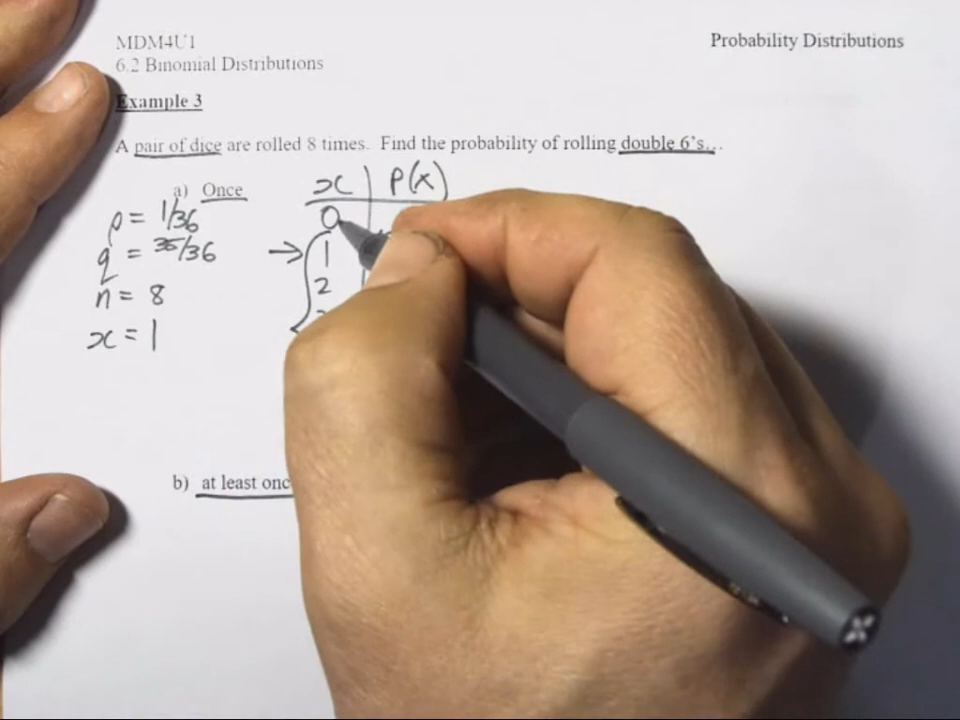 MDM4U1
Probability Distributions
6.2 Binomial Distributions
Example 3
A pair of dice are rolled 8 times. Find the probability of rolling double 6's...
a) Once
x P(x)
p = 1/36
0
q = 35/36
1
n = 8
2
x = 1
b) at least onc